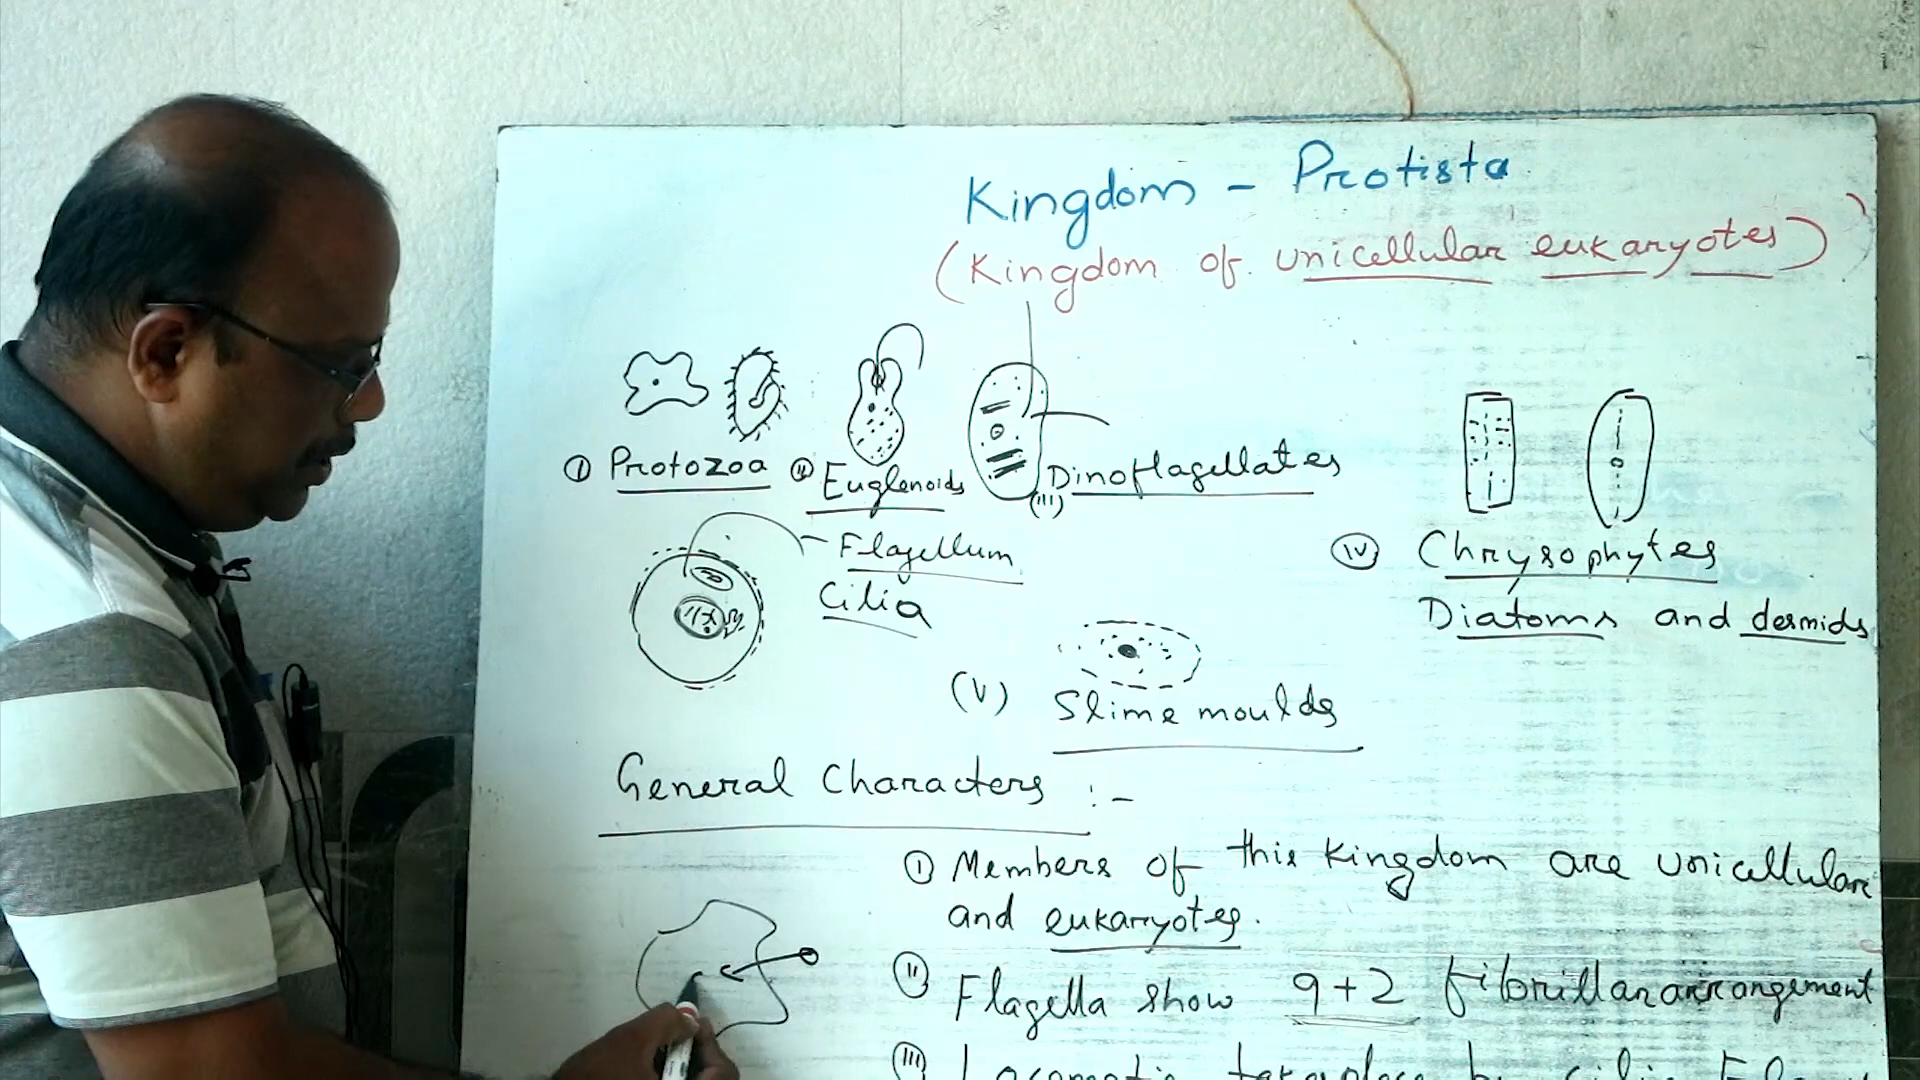 Kingdom - Protista
(Kingdom of unicellular eukaryotes)
① Protozoa
⑪ Euglenoids
(III) Dinoflagellates
Flagellum
Cilia
IV Chrysophytes
Diatoms and desmids
(V) Slime moulds
General Characters :-
① Members of this Kingdom are unicellular
and eukaryotes.
II Flagella show 9+2 fibrillar arrangement
III